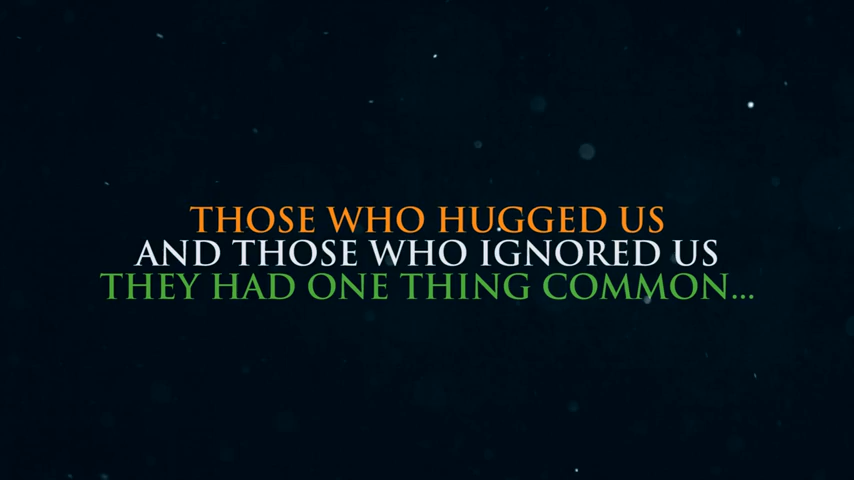 THOSE WHO HUGGED US
AND THOSE WHO IGNORED US
THEY HAD ONE THING COMMON...